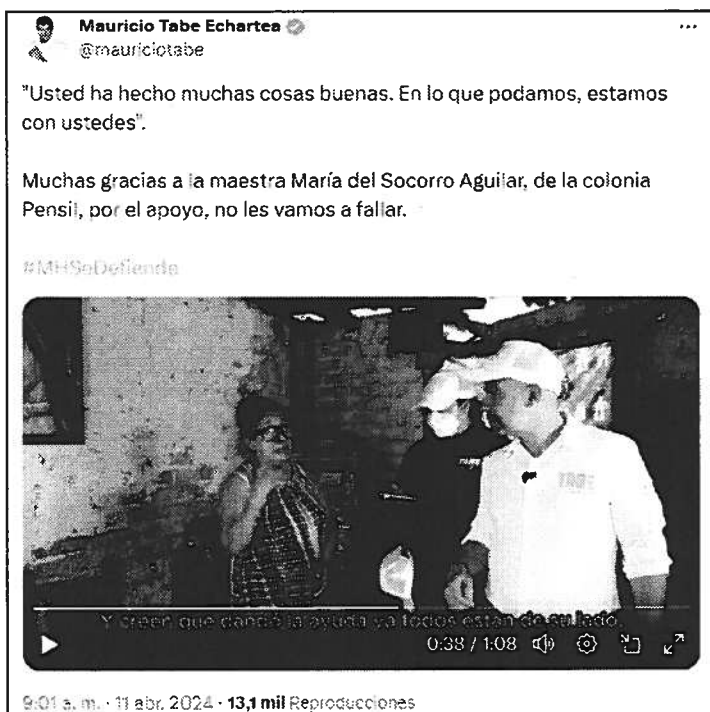 Mauricio Tabe Echartea
@mauriciotabe
"Usted ha hecho muchas cosas buenas. En lo que podamos, estamos
con ustedes".
Muchas gracias a la maestra María del Socorro Aguilar, de la colonia
Pensil, por el apoyo, no les vamos a fallar.
#MHSeDefiende
TABE
Y creen que dando la ayuda ya todos están de su lado.
0:38 / 1:08
9:01 a. m. · 11 abr. 2024 · 13,1 mil Reproducciones